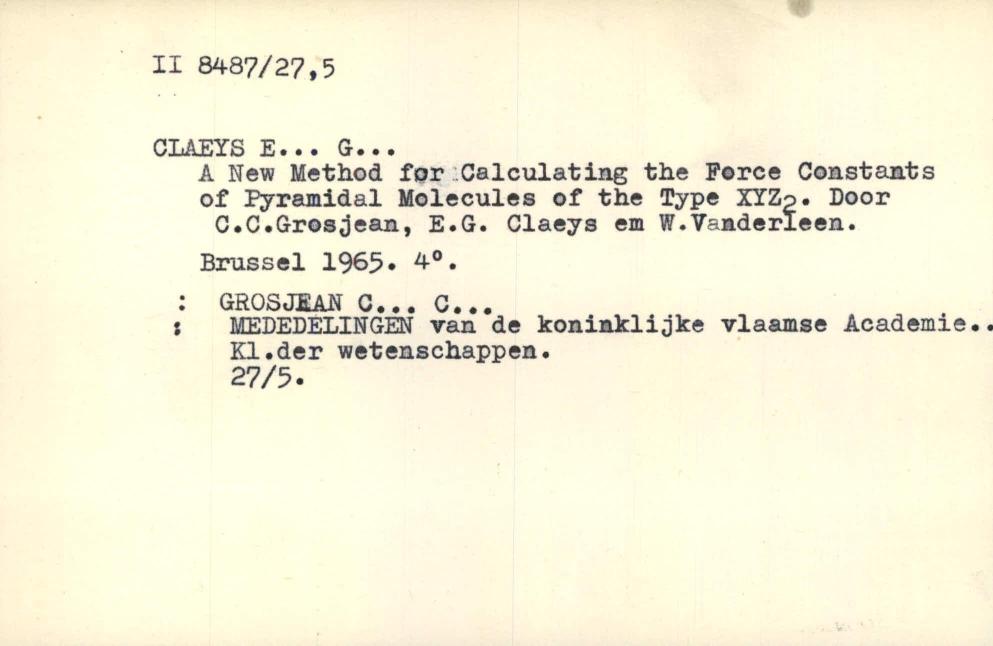 II 8487/27,5
CLAEYS E... G...
A New Method for Calculating the Force Constants
of Pyramidal Molecules of the Type XYZ2. Door
C.C.Grosjean, E.G. Claeys em W.Vanderleen.
Brussel 1965. 4°.
: GROSJEAN C... C...
: MEDEDELINGEN van de koninklijke vlaamse Academie..
Kl.der wetenschappen.
27/5.